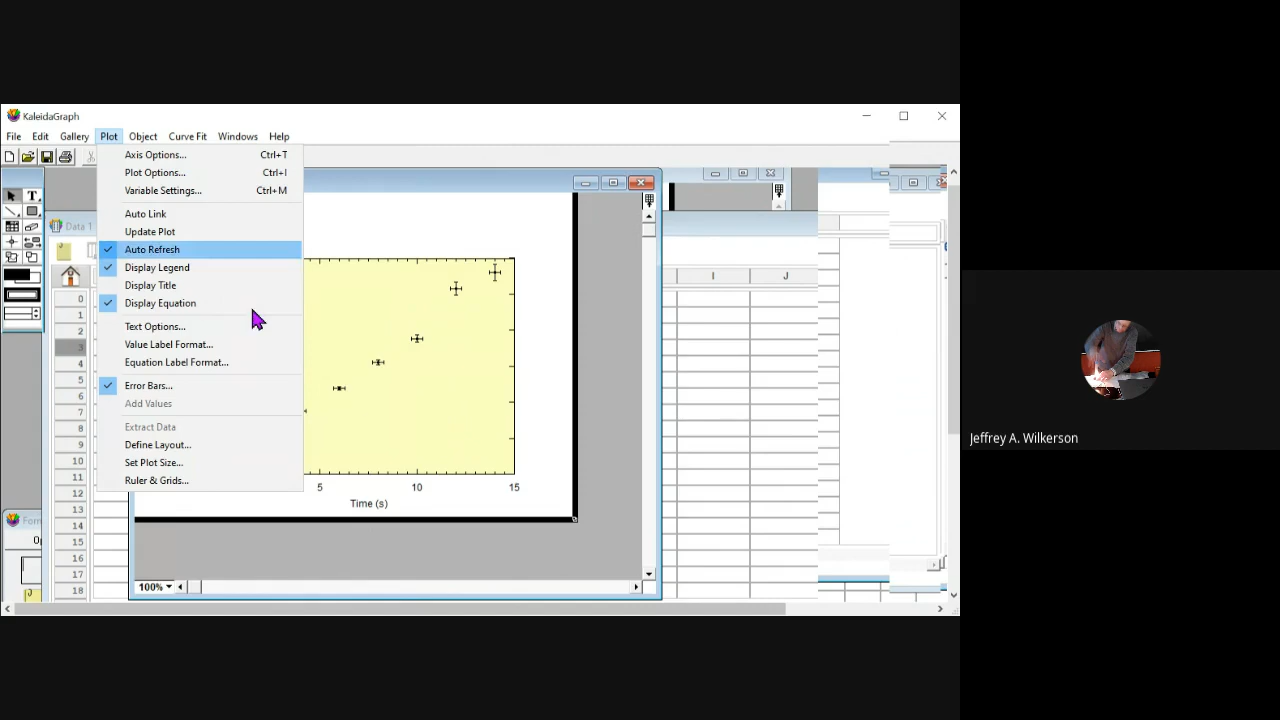 KaleidaGraph
File Edit Gallery Plot Object Curve Fit Windows Help
Axis Options... Ctrl+T
Plot Options... Ctrl+I
Variable Settings... Ctrl+M
Auto Link
Update Plot
Auto Refresh
Display Legend
Display Title
Display Equation
Text Options...
Value Label Format...
Equation Label Format...
Error Bars...
Add Values
Extract Data
Define Layout...
Set Plot Size...
Ruler & Grids...
T
Data 1
0
1
2
3
4
5
6
7
8
9
10
11
12
13
14
15
16
17
18
5 10 15
Time (s)
100%
I J
Form
Op
Jeffrey A. Wilkerson